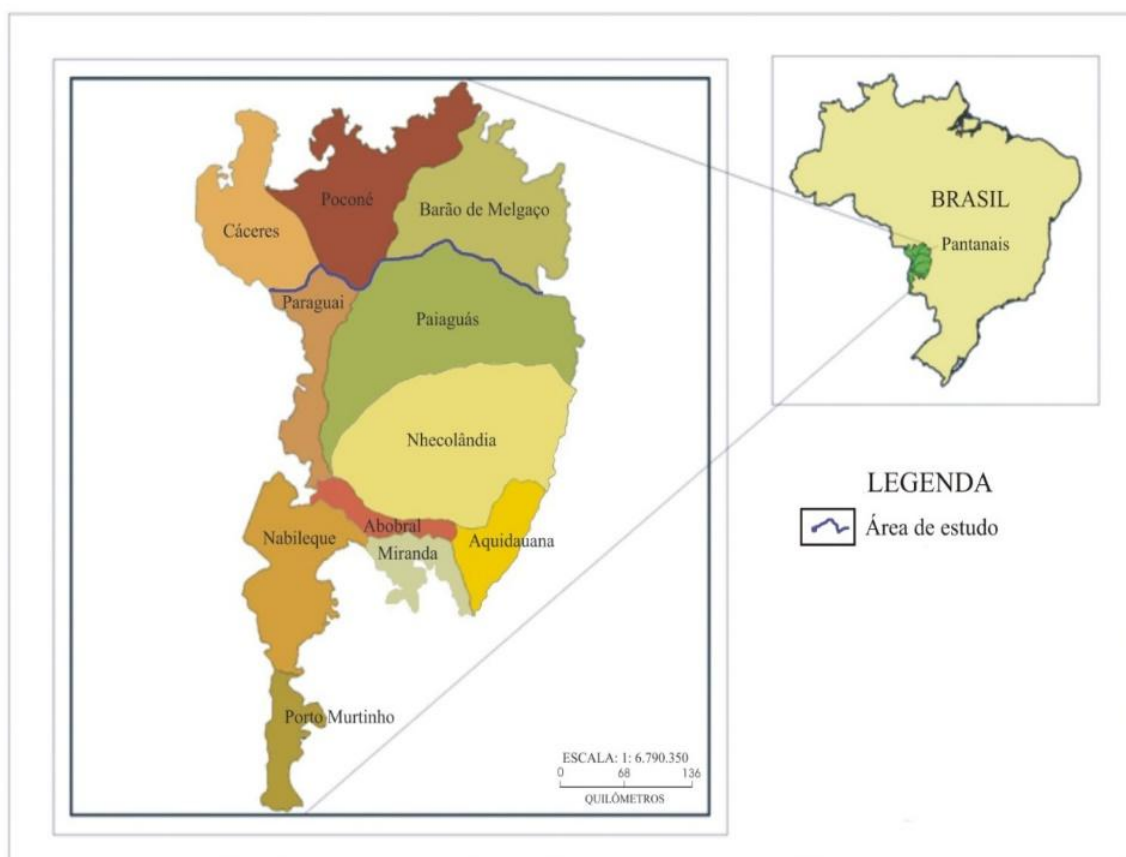 Poconé
Barão de Melgaço
Cáceres
Paraguai
Paiaguás
Nhecolândia
Abobral
Nabileque
Miranda
Aquidauana
Porto Murtinho
ESCALA: 1: 6.790.350
0 68 136
QUILÔMETROS
BRASIL
Pantanais
LEGENDA
Área de estudo